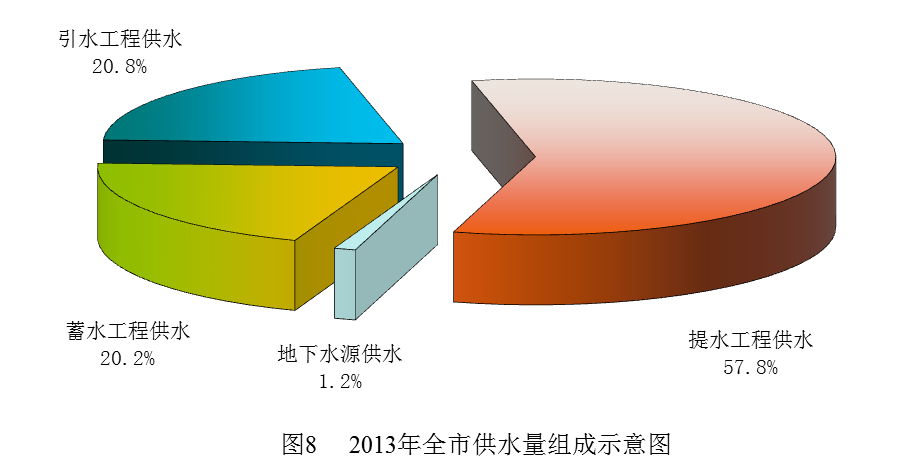 引水工程供水
20.8%
蓄水工程供水
20.2%
地下水源供水
1.2%
提水工程供水
57.8%
图8 2013年全市供水量组成示意图